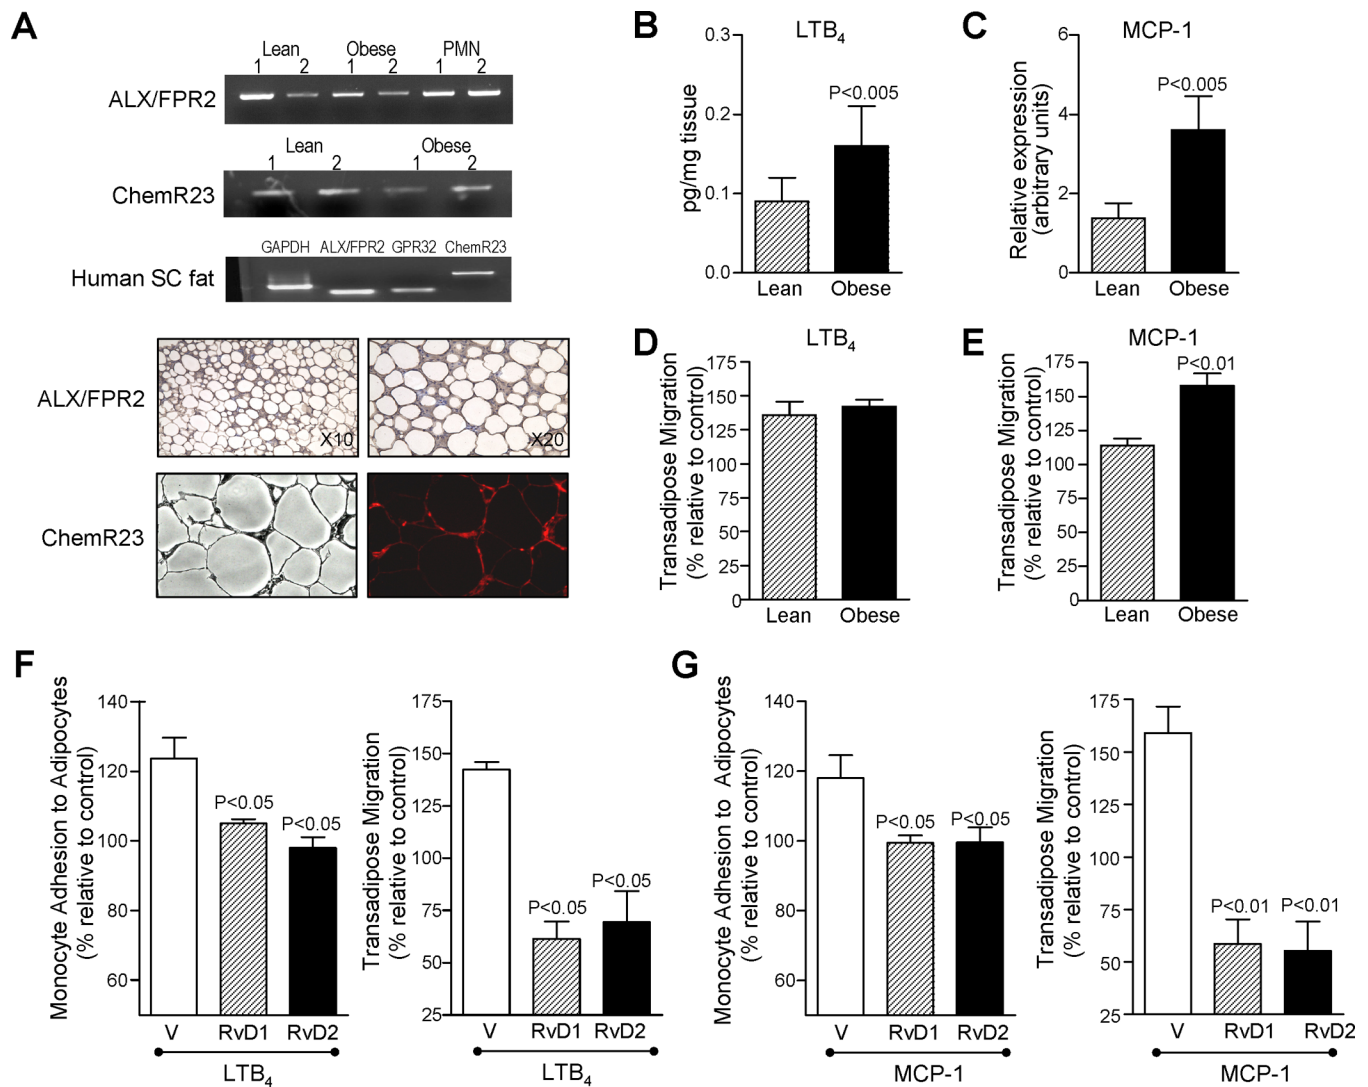 A
Lean Obese PMN
1 2 1 2 1 2
ALX/FPR2
Lean Obese
1 2 1 2
ChemR23
GAPDH ALX/FPR2 GPR32 ChemR23
Human SC fat
ALX/FPR2
X10
X20
ChemR23
B
LTB4
pg/mg tissue
0.3
0.2
0.1
0.0
P<0.005
Lean Obese
C
MCP-1
Relative expression
(arbitrary units)
6
4
2
0
P<0.005
Lean Obese
D
LTB4
Transadipose Migration
(% relative to control)
175
150
125
100
75
50
25
0
Lean Obese
E
MCP-1
Transadipose Migration
(% relative to control)
175
150
125
100
75
50
25
0
P<0.01
Lean Obese
F
Monocyte Adhesion to Adipocytes
(% relative to control)
140
120
100
80
60
P<0.05
P<0.05
V RvD1 RvD2
LTB4
Transadipose Migration
(% relative to control)
175
150
125
100
75
50
25
P<0.05
P<0.05
V RvD1 RvD2
LTB4
G
Monocyte Adhesion to Adipocytes
(% relative to control)
140
120
100
80
60
P<0.05 P<0.05
V RvD1 RvD2
MCP-1
Transadipose Migration
(% relative to control)
175
150
125
100
75
50
25
P<0.01 P<0.01
V RvD1 RvD2
MCP-1